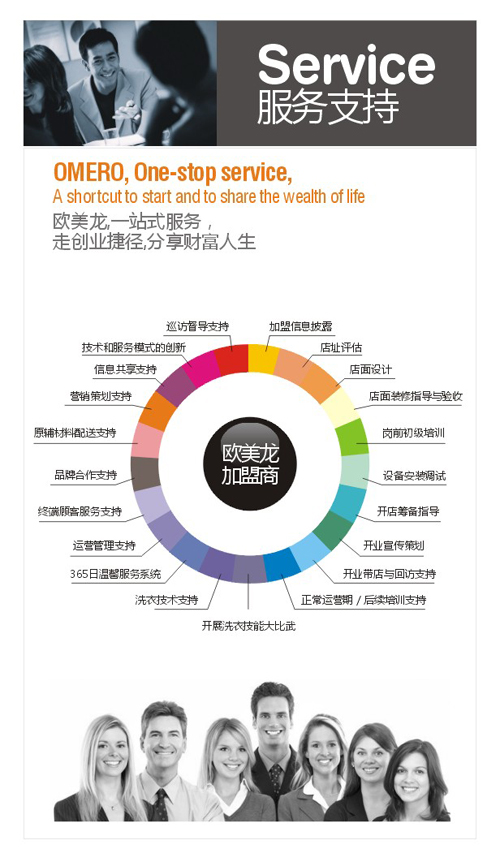 Service
服务支持
OMERO, One-stop service,
A shortcut to start and to share the wealth of life
欧美龙,一站式服务，
走创业捷径,分享财富人生
巡访督导支持
加盟信息披露
技术和服务模式的创新
店址评估
信息共享支持
店面设计
营销策划支持
店面装修指导与验收
原辅材料配送支持
岗前初级培训
欧美龙
加盟商
品牌合作支持
设备安装调试
终端顾客服务支持
开店筹备指导
运营管理支持
开业宣传策划
365日温馨服务系统
开业带店与回访支持
洗衣技术支持
正常运营期 / 后续培训支持
开展洗衣技能大比武